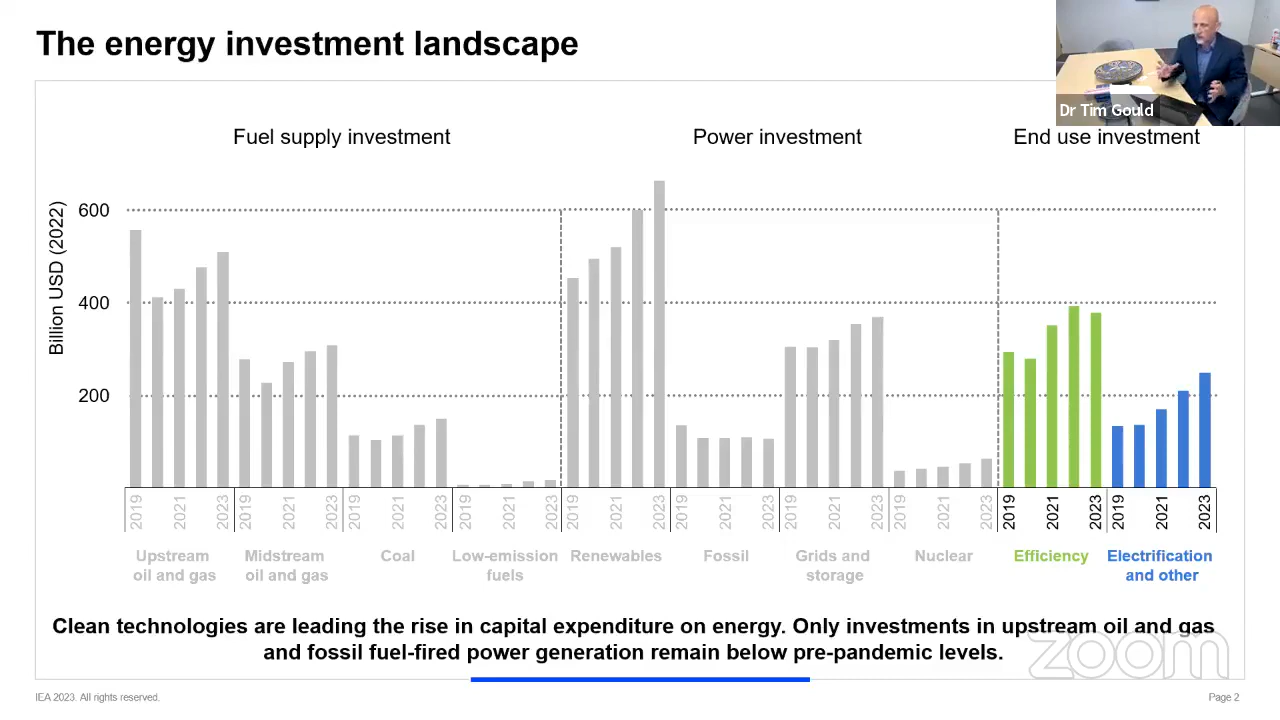 The energy investment landscape
Dr Tim Gould
Fuel supply investment
Power investment
End use investment
Billion USD (2022)
600
400
200
2019 2021 2023 2019 2021 2023 2019 2021 2023 2019 2021 2023 2019 2021 2023 2019 2021 2023 2019 2021 2023 2019 2021 2023 2019 2021 2023 2019 2021 2023
Upstream
oil and gas
Midstream
oil and gas
Coal
Low-emission
fuels
Renewables
Fossil
Grids and
storage
Nuclear
Efficiency
Electrification
and other
Clean technologies are leading the rise in capital expenditure on energy. Only investments in upstream oil and gas
and fossil fuel-fired power generation remain below pre-pandemic levels.
zoom
IEA 2023. All rights reserved.
Page 2